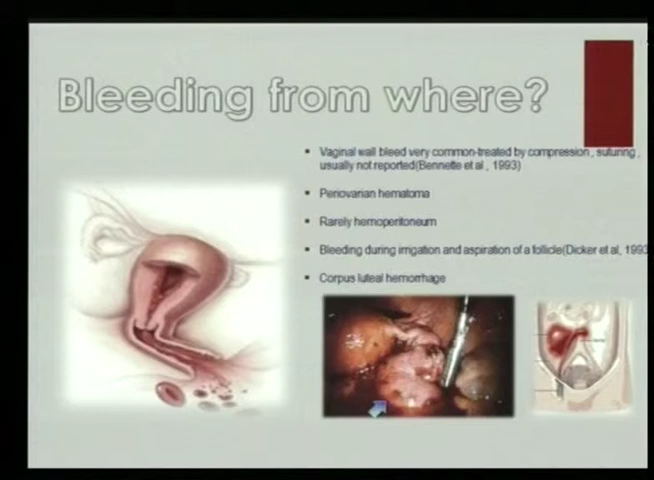 Bleeding from where?
Vaginal wall bleed very common-treated by compression, suturing,
usually not reported(Bennette et al , 1993)
Periovarian hematoma
Rarely hemoperitoneum
Bleeding during irrigation and aspiration of a follicle(Dicker et al, 1993
Corpus luteal hemorrhage